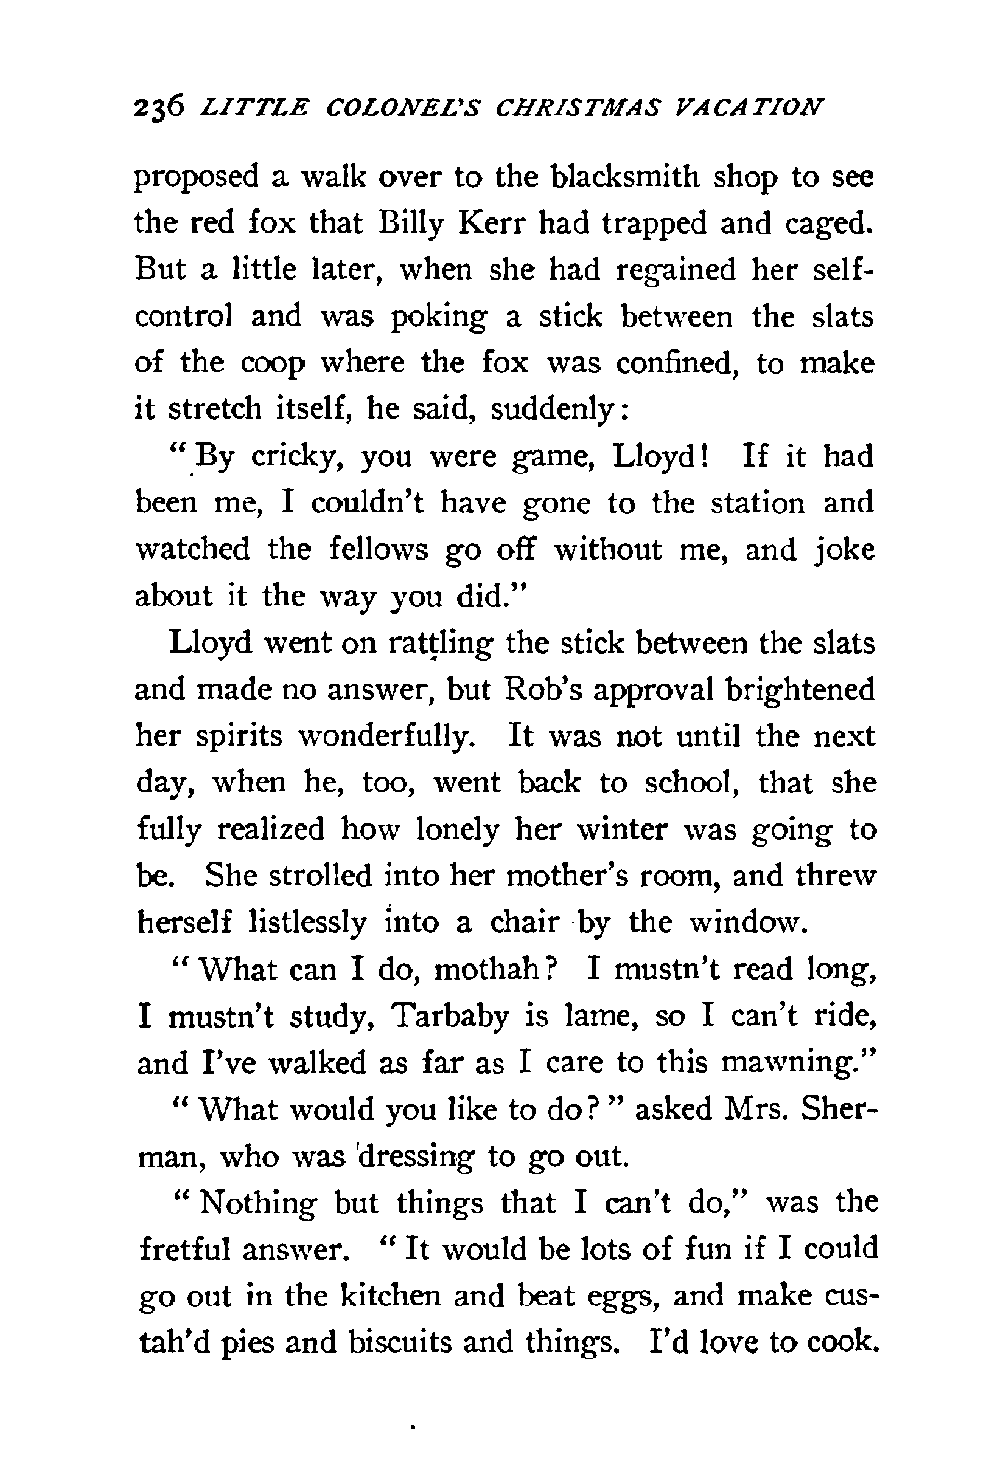 236 LITTLE COLONEL'S CHRISTMAS VACATION
proposed a walk over to the blacksmith shop to see
the red fox that Billy Kerr had trapped and caged.
But a little later, when she had regained her self-
control and was poking a stick between the slats
of the coop where the fox was confined, to make
it stretch itself, he said, suddenly:
"By cricky, you were game, Lloyd! If it had
been me, I couldn't have gone to the station and
watched the fellows go off without me, and joke
about it the way you did."
Lloyd went on rattling the stick between the slats
and made no answer, but Rob's approval brightened
her spirits wonderfully. It was not until the next
day, when he, too, went back to school, that she
fully realized how lonely her winter was going to
be. She strolled into her mother's room, and threw
herself listlessly into a chair by the window.
"What can I do, mothah? I mustn't read long,
I mustn't study, Tarbaby is lame, so I can't ride,
and I've walked as far as I care to this mawning."
"What would you like to do?" asked Mrs. Sher-
man, who was dressing to go out.
"Nothing but things that I can't do," was the
fretful answer. "It would be lots of fun if I could
go out in the kitchen and beat eggs, and make cus-
tah'd pies and biscuits and things. I'd love to cook.